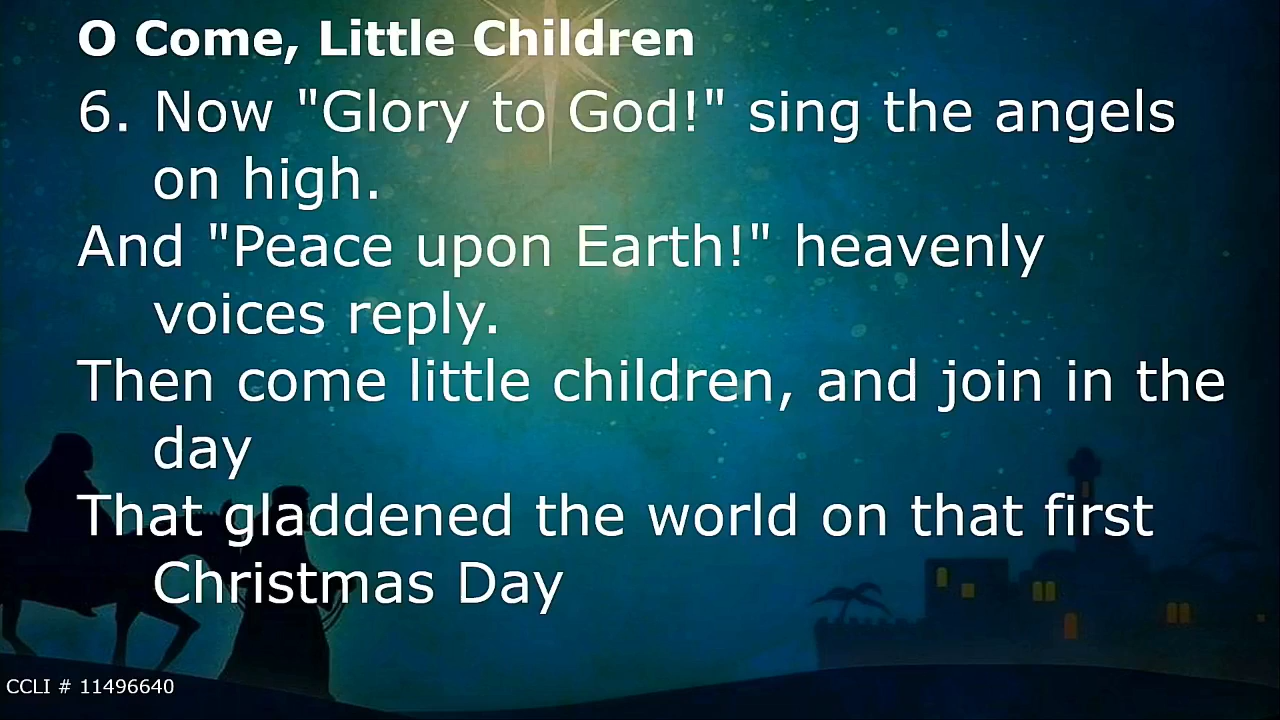 O Come, Little Children
6. Now "Glory to God!" sing the angels
on high.
And "Peace upon Earth!" heavenly
voices reply.
Then come little children, and join in the
day
That gladdened the world on that first
Christmas Day
CCLI # 11496640